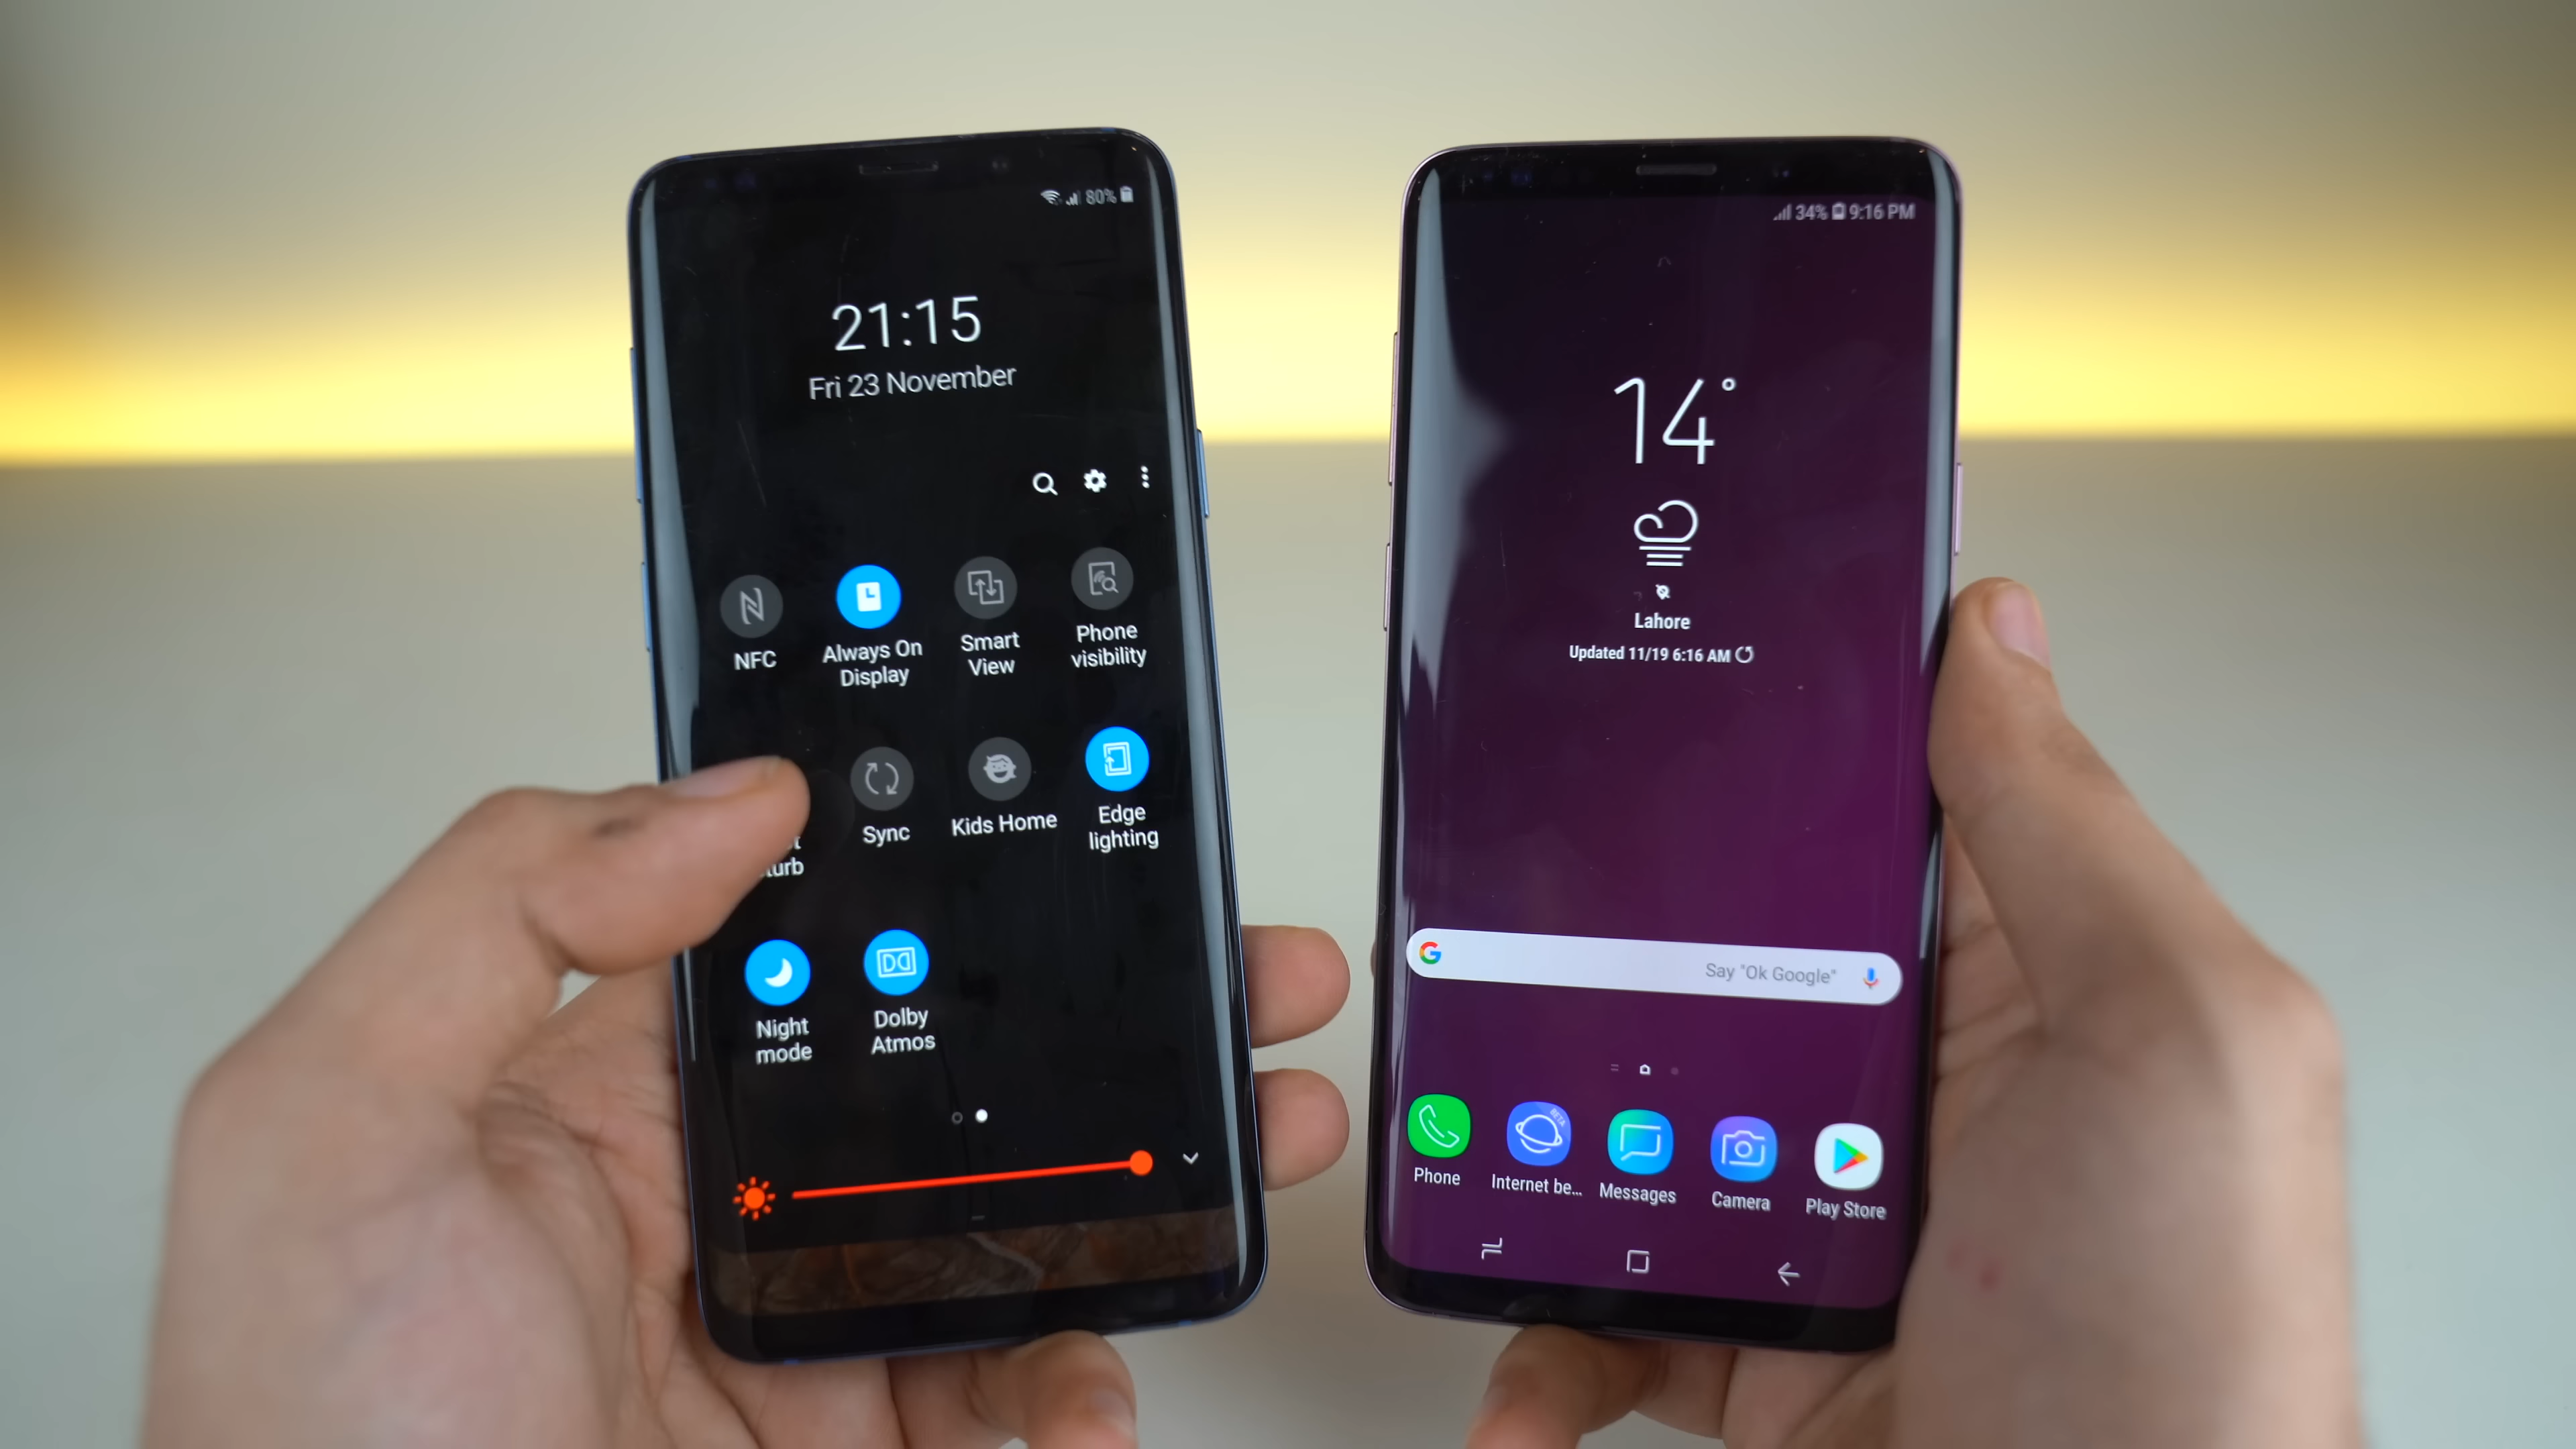 80%
21:15
Fri 23 November
NFC
Always On
Display
Smart
View
Phone
visibility
Sync
Kids Home
Edge
lighting
Night
mode
Dolby
Atmos
34% 9:16 PM
14°
Lahore
Updated 11/19 6:16 AM
G Say "Ok Google"
BETA
Phone
Internet be...
Messages
Camera
Play Store